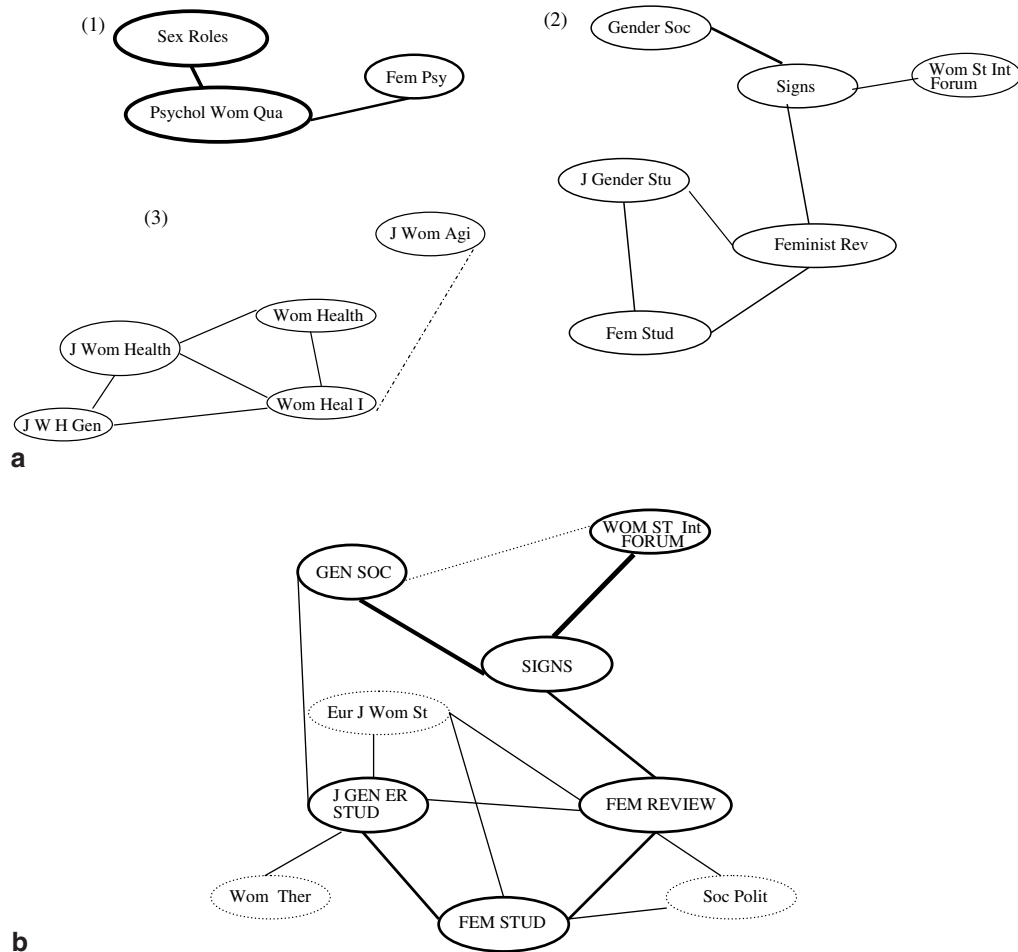 (1)
Sex Roles
Fem Psy
Psychol Wom Qua
(2)
Gender Soc
Signs
Wom St Int
Forum
J Gender Stu
Feminist Rev
Fem Stud
(3)
J Wom Agi
Wom Health
J Wom Health
Wom Heal I
J W H Gen
a
WOM ST Int
FORUM
GEN SOC
SIGNS
Eur J Wom St
J GEN ER
STUD
FEM REVIEW
Wom Ther
Soc Polit
FEM STUD
b